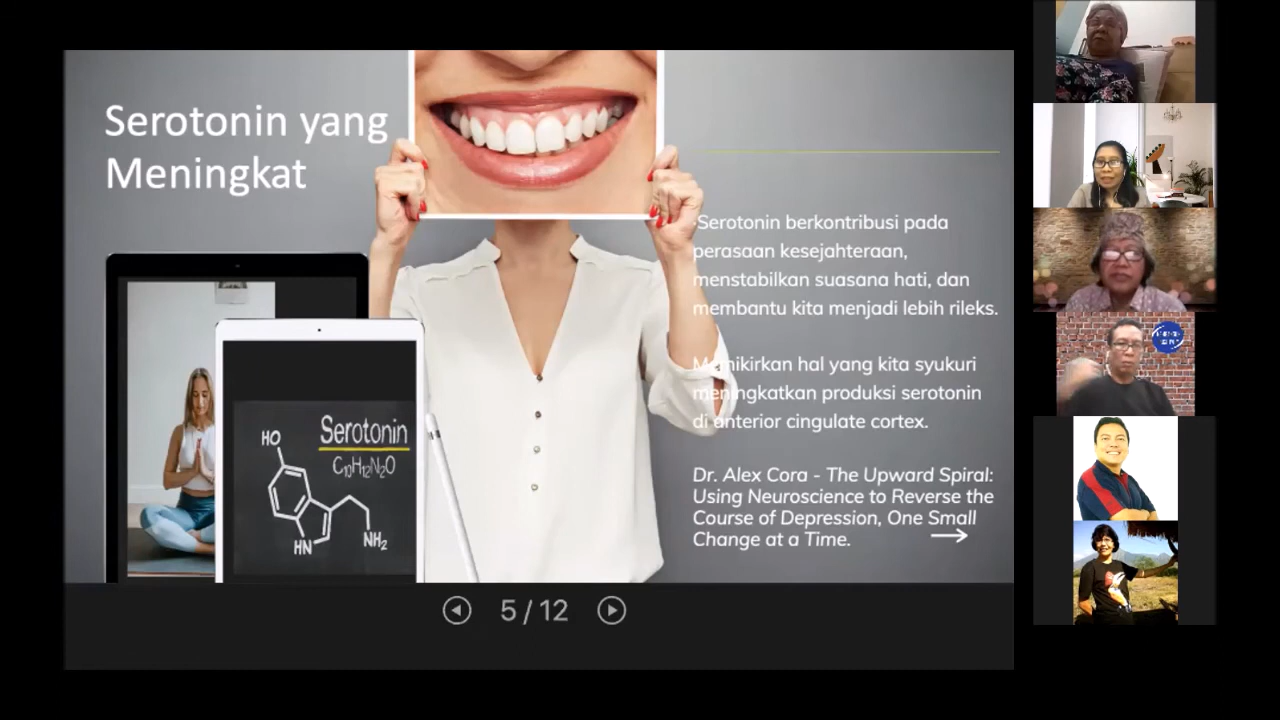 Serotonin yang
Meningkat
·Serotonin berkontribusi pada
perasaan kesejahteraan,
menstabilkan suasana hati, dan
membantu kita menjadi lebih rileks.
Memikirkan hal yang kita syukuri
meningkatkan produksi serotonin
di anterior cingulate cortex.
Dr. Alex Cora - The Upward Spiral:
Using Neuroscience to Reverse the
Course of Depression, One Small
Change at a Time.
Serotonin
C10H12N2O
HO
HN
NH2
5 / 12